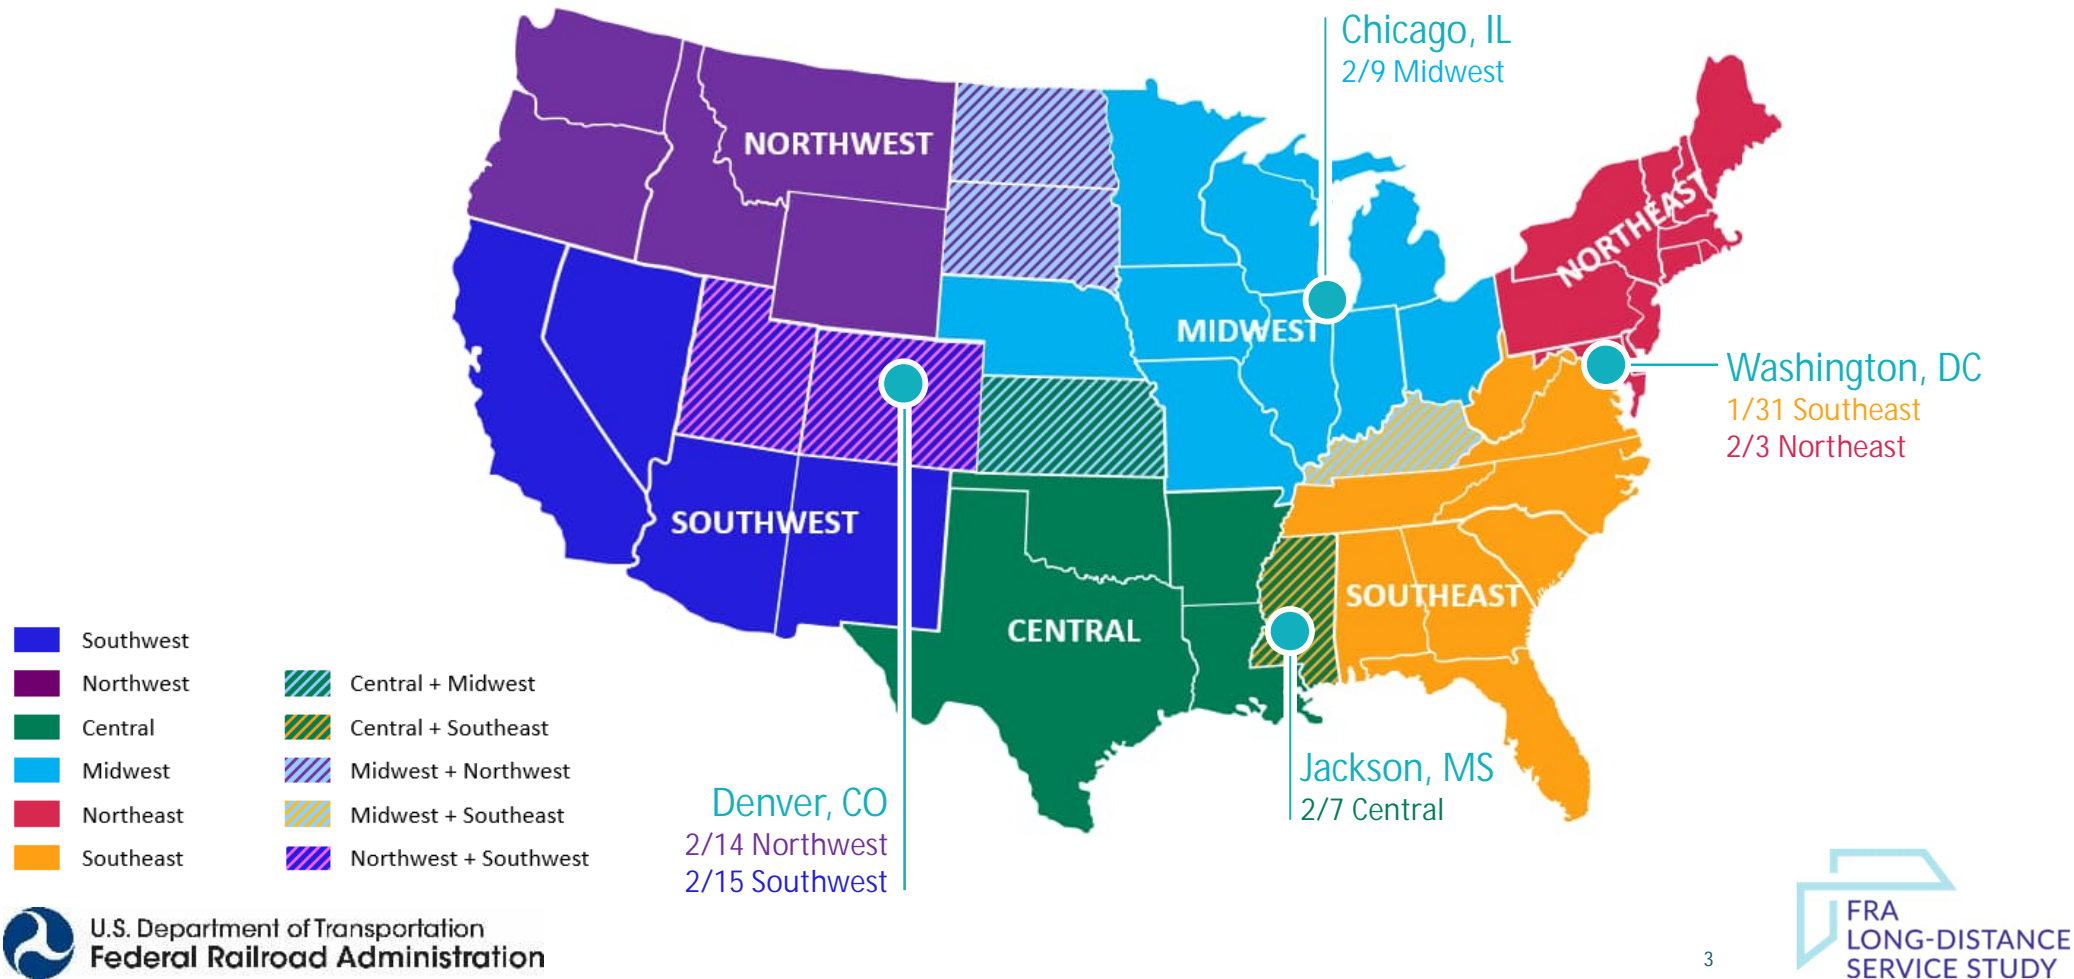 Chicago, IL
2/9 Midwest
NORTHWEST
NORTHEAST
MIDWEST
Washington, DC
1/31 Southeast
2/3 Northeast
SOUTHWEST
SOUTHEAST
CENTRAL
Jackson, MS
2/7 Central
Denver, CO
2/14 Northwest
2/15 Southwest
Southwest
Northwest
Central
Midwest
Northeast
Southeast
Central + Midwest
Central + Southeast
Midwest + Northwest
Midwest + Southeast
Northwest + Southwest
U.S. Department of Transportation
Federal Railroad Administration
3
FRA
LONG-DISTANCE
SERVICE STUDY